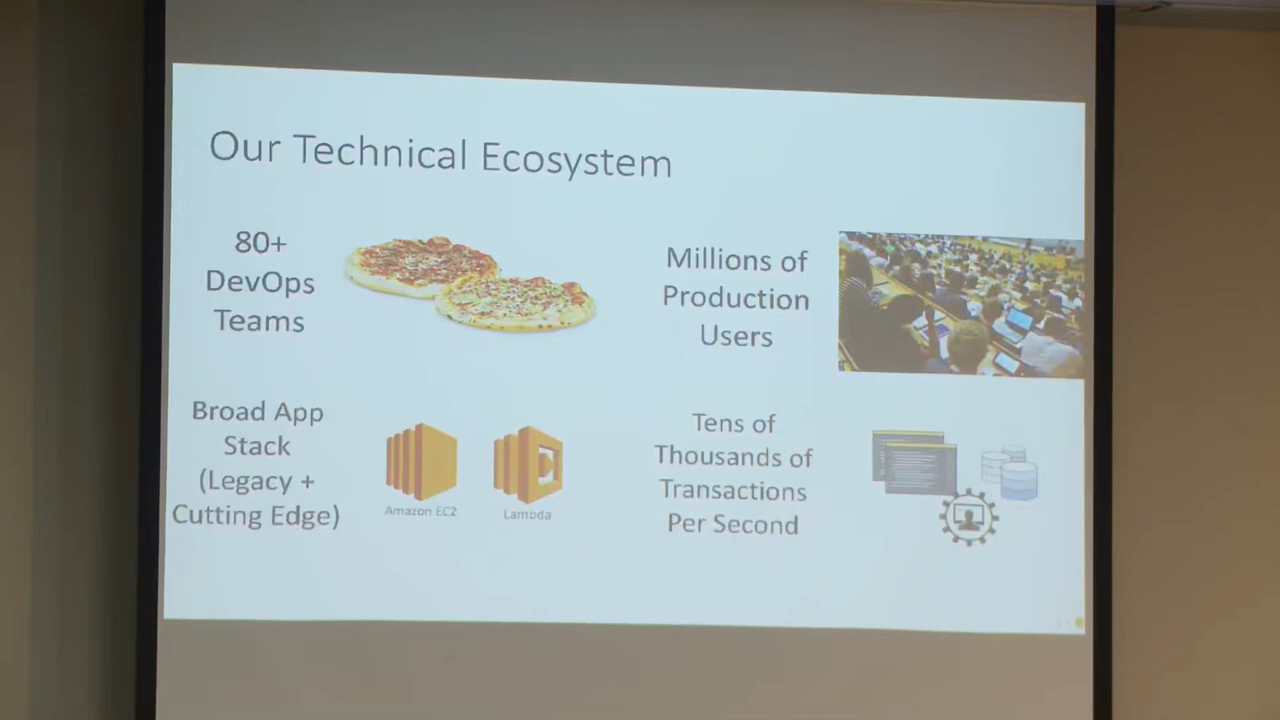 Our Technical Ecosystem
80+
DevOps
Teams
Millions of
Production
Users
Broad App
Stack
(Legacy +
Cutting Edge)
Amazon EC2
Lambda
Tens of
Thousands of
Transactions
Per Second